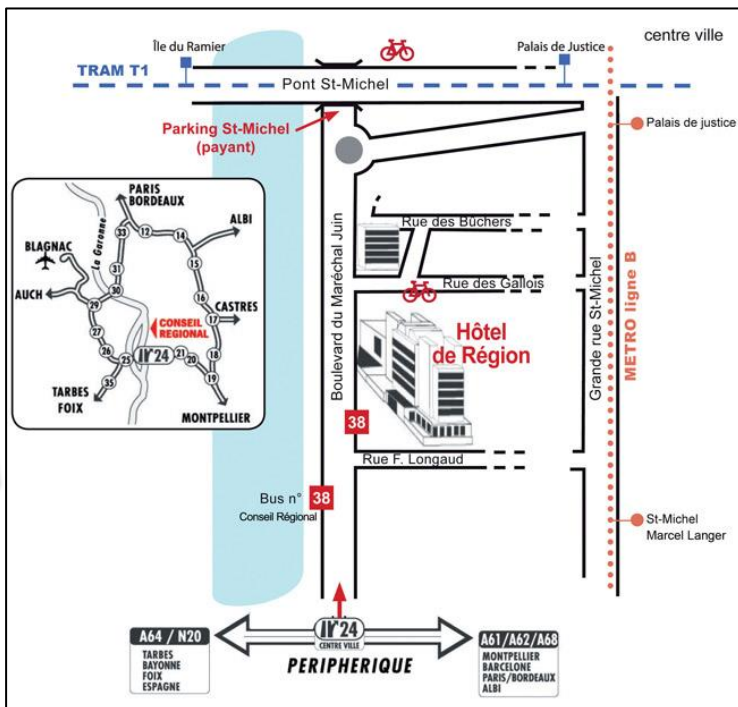 centre ville
Île du Ramier
Palais de Justice
TRAM T1
Pont St-Michel
Parking St-Michel
(payant)
Palais de justice
PARIS
BORDEAUX
ALBI
BLAGNAC
La Garonne
33
12
14
15
31
30
16
AUCH
29
17
CASTRES
CONSEIL
REGIONAL
27
26
25
24
21
20
18
19
35
TARBES
FOIX
MONTPELLIER
Boulevard du Maréchal Juin
Rue des Bûchers
Rue des Gallois
Hôtel
de Région
38
Grande rue St-Michel
METRO ligne B
Rue F. Longaud
Bus n° 38
Conseil Régional
St-Michel
Marcel Langer
A64 / N20
TARBES
BAYONNE
FOIX
ESPAGNE
24
CENTRE VILLE
PERIPHERIQUE
A61/A62/A68
MONTPELLIER
BARCELONE
PARIS/BORDEAUX
ALBI